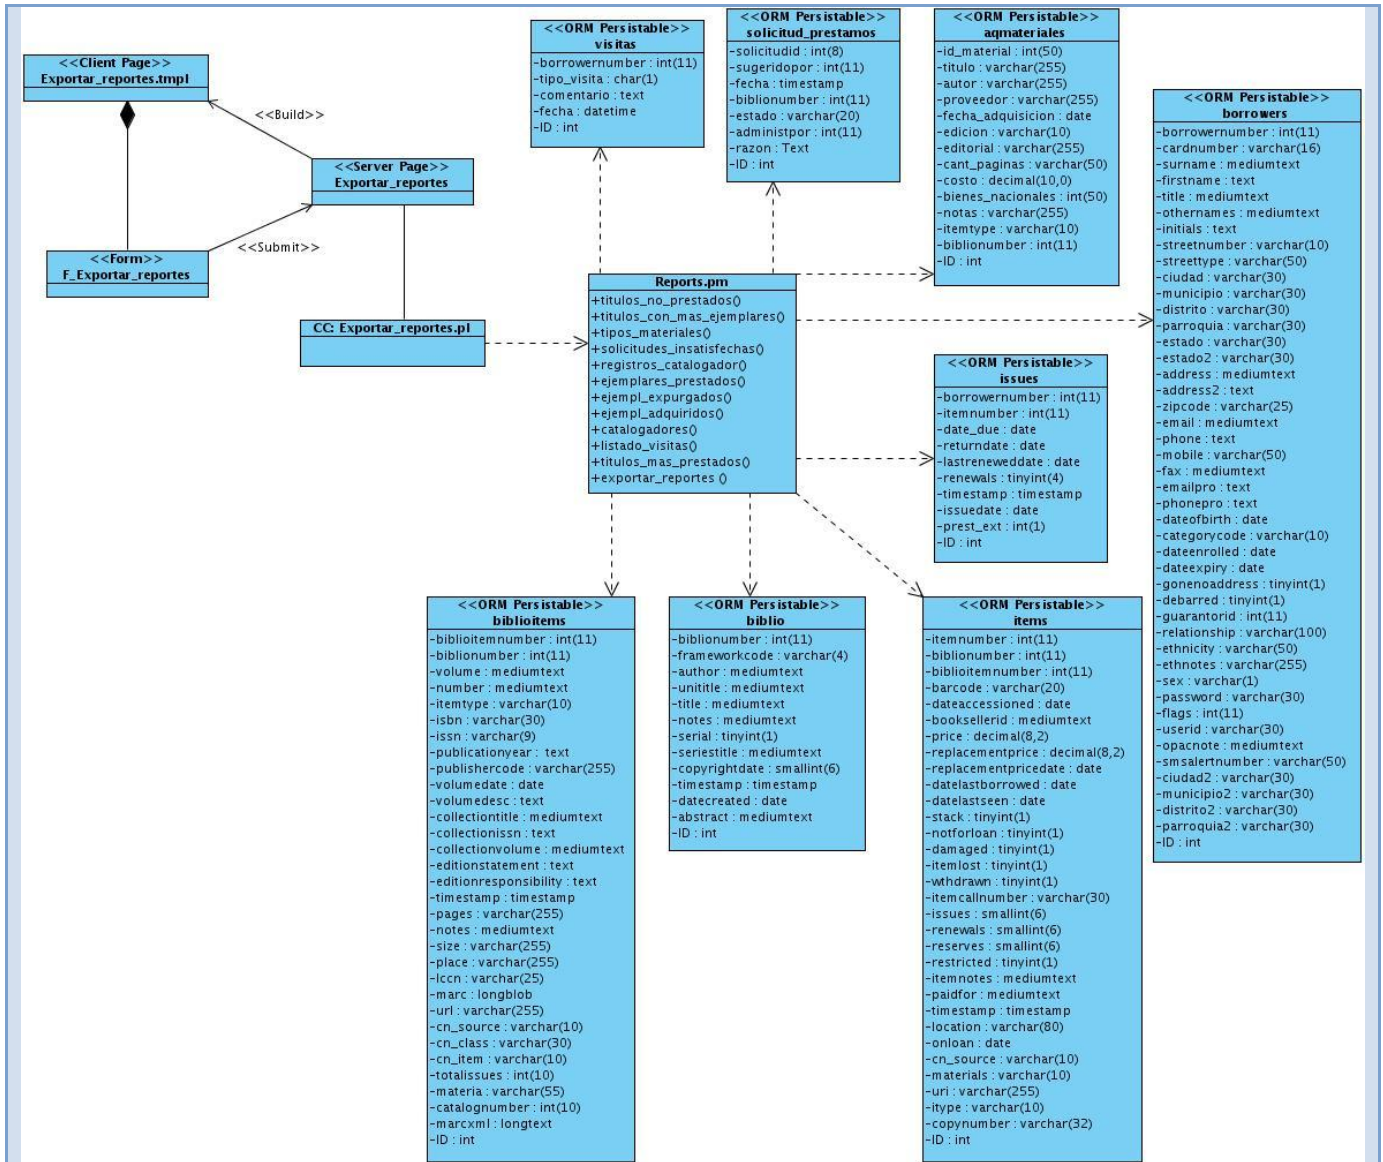 <<Client Page>>
Exportar_reportes.tmpl
<<Build>>
<<Server Page>>
Exportar_reportes
<<Submit>>
<<Form>>
F_Exportar_reportes
CC: Exportar_reportes.pl
<<ORM Persistable>>
visitas
-borrowernumber : int(11)
-tipo_visita : char(1)
-comentario : text
-fecha : datetime
-ID : int
<<ORM Persistable>>
solicitud_prestamos
-solicitudid : int(8)
-sugeridopor : int(11)
-fecha : timestamp
-biblionumber : int(11)
-estado : varchar(20)
-administpor : int(11)
-razon : Text
-ID : int
<<ORM Persistable>>
aqmateriales
-id_material : int(50)
-titulo : varchar(255)
-autor : varchar(255)
-proveedor : varchar(255)
-fecha_adquisicion : date
-edicion : varchar(10)
-editorial : varchar(255)
-cant_paginas : varchar(50)
-costo : decimal(10,0)
-bienes_nacionales : int(50)
-notas : varchar(255)
-itemtype : varchar(10)
-biblionumber : int(11)
-ID : int
<<ORM Persistable>>
borrowers
-borrowernumber : int(11)
-cardnumber : varchar(16)
-surname : mediumtext
-firstname : text
-title : mediumtext
-othernames : mediumtext
-initials : text
-streetnumber : varchar(10)
-streettype : varchar(50)
-ciudad : varchar(30)
-municipio : varchar(30)
-distrito : varchar(30)
-parroquia : varchar(30)
-estado : varchar(30)
-estado2 : varchar(30)
-address : mediumtext
-address2 : text
-zipcode : varchar(25)
-email : mediumtext
-phone : text
-mobile : varchar(50)
-fax : mediumtext
-emailpro : text
-phonepro : text
-dateofbirth : date
-categorycode : varchar(10)
-dateenrolled : date
-dateexpiry : date
-gonenoaddress : tinyint(1)
-debarred : tinyint(1)
-guarantorid : int(11)
-relationship : varchar(100)
-ethnicity : varchar(50)
-ethnotes : varchar(255)
-sex : varchar(1)
-password : varchar(30)
-flags : int(11)
-userid : varchar(30)
-opacnote : mediumtext
-smsalertnumber : varchar(50)
-ciudad2 : varchar(30)
-municipio2 : varchar(30)
-distrito2 : varchar(30)
-parroquia2 : varchar(30)
-ID : int
Reports.pm
+titulos_no_prestados()
+titulos_con_mas_ejemplares()
+tipos_materiales()
+solicitudes_insatisfechas()
+registros_catalogador()
+ejemplares_prestados()
+ejempl_expurgados()
+ejempl_adquiridos()
+catalogadores()
+listado_visitas()
+titulos_mas_prestados()
+exportar_reportes ()
<<ORM Persistable>>
issues
-borrowernumber : int(11)
-itemnumber : int(11)
-date_due : date
-returndate : date
-lastreneweddate : date
-renewals : tinyint(4)
-timestamp : timestamp
-issuedate : date
-prest_ext : int(1)
-ID : int
<<ORM Persistable>>
biblioitems
-biblioitemnumber : int(11)
-biblionumber : int(11)
-volume : mediumtext
-number : mediumtext
-itemtype : varchar(10)
-isbn : varchar(30)
-issn : varchar(9)
-publicationyear : text
-publishercode : varchar(255)
-volumedate : date
-volumedesc : text
-collectiontitle : mediumtext
-collectionissn : text
-collectionvolume : mediumtext
-editionstatement : text
-editionresponsibility : text
-timestamp : timestamp
-pages : varchar(255)
-notes : mediumtext
-size : varchar(255)
-place : varchar(255)
-lccn : varchar(25)
-marc : longblob
-url : varchar(255)
-cn_source : varchar(10)
-cn_class : varchar(30)
-cn_item : varchar(10)
-totalissues : int(10)
-materia : varchar(55)
-catalognumber : int(10)
-marcxml : longtext
-ID : int
<<ORM Persistable>>
biblio
-biblionumber : int(11)
-frameworkcode : varchar(4)
-author : mediumtext
-unititle : mediumtext
-title : mediumtext
-notes : mediumtext
-serial : tinyint(1)
-seriestitle : mediumtext
-copyrightdate : smallint(6)
-timestamp : timestamp
-datecreated : date
-abstract : mediumtext
-ID : int
<<ORM Persistable>>
items
-itemnumber : int(11)
-biblionumber : int(11)
-biblioitemnumber : int(11)
-barcode : varchar(20)
-dateaccessioned : date
-booksellerid : mediumtext
-price : decimal(8,2)
-replacementprice : decimal(8,2)
-replacementpricedate : date
-datelastborrowed : date
-datelastseen : date
-stack : tinyint(1)
-notforloan : tinyint(1)
-damaged : tinyint(1)
-itemlost : tinyint(1)
-wthdrawn : tinyint(1)
-itemcallnumber : varchar(30)
-issues : smallint(6)
-renewals : smallint(6)
-reserves : smallint(6)
-restricted : tinyint(1)
-itemnotes : mediumtext
-paidfor : mediumtext
-timestamp : timestamp
-location : varchar(80)
-onloan : date
-cn_source : varchar(10)
-materials : varchar(10)
-uri : varchar(255)
-itype : varchar(10)
-copynumber : varchar(32)
-ID : int